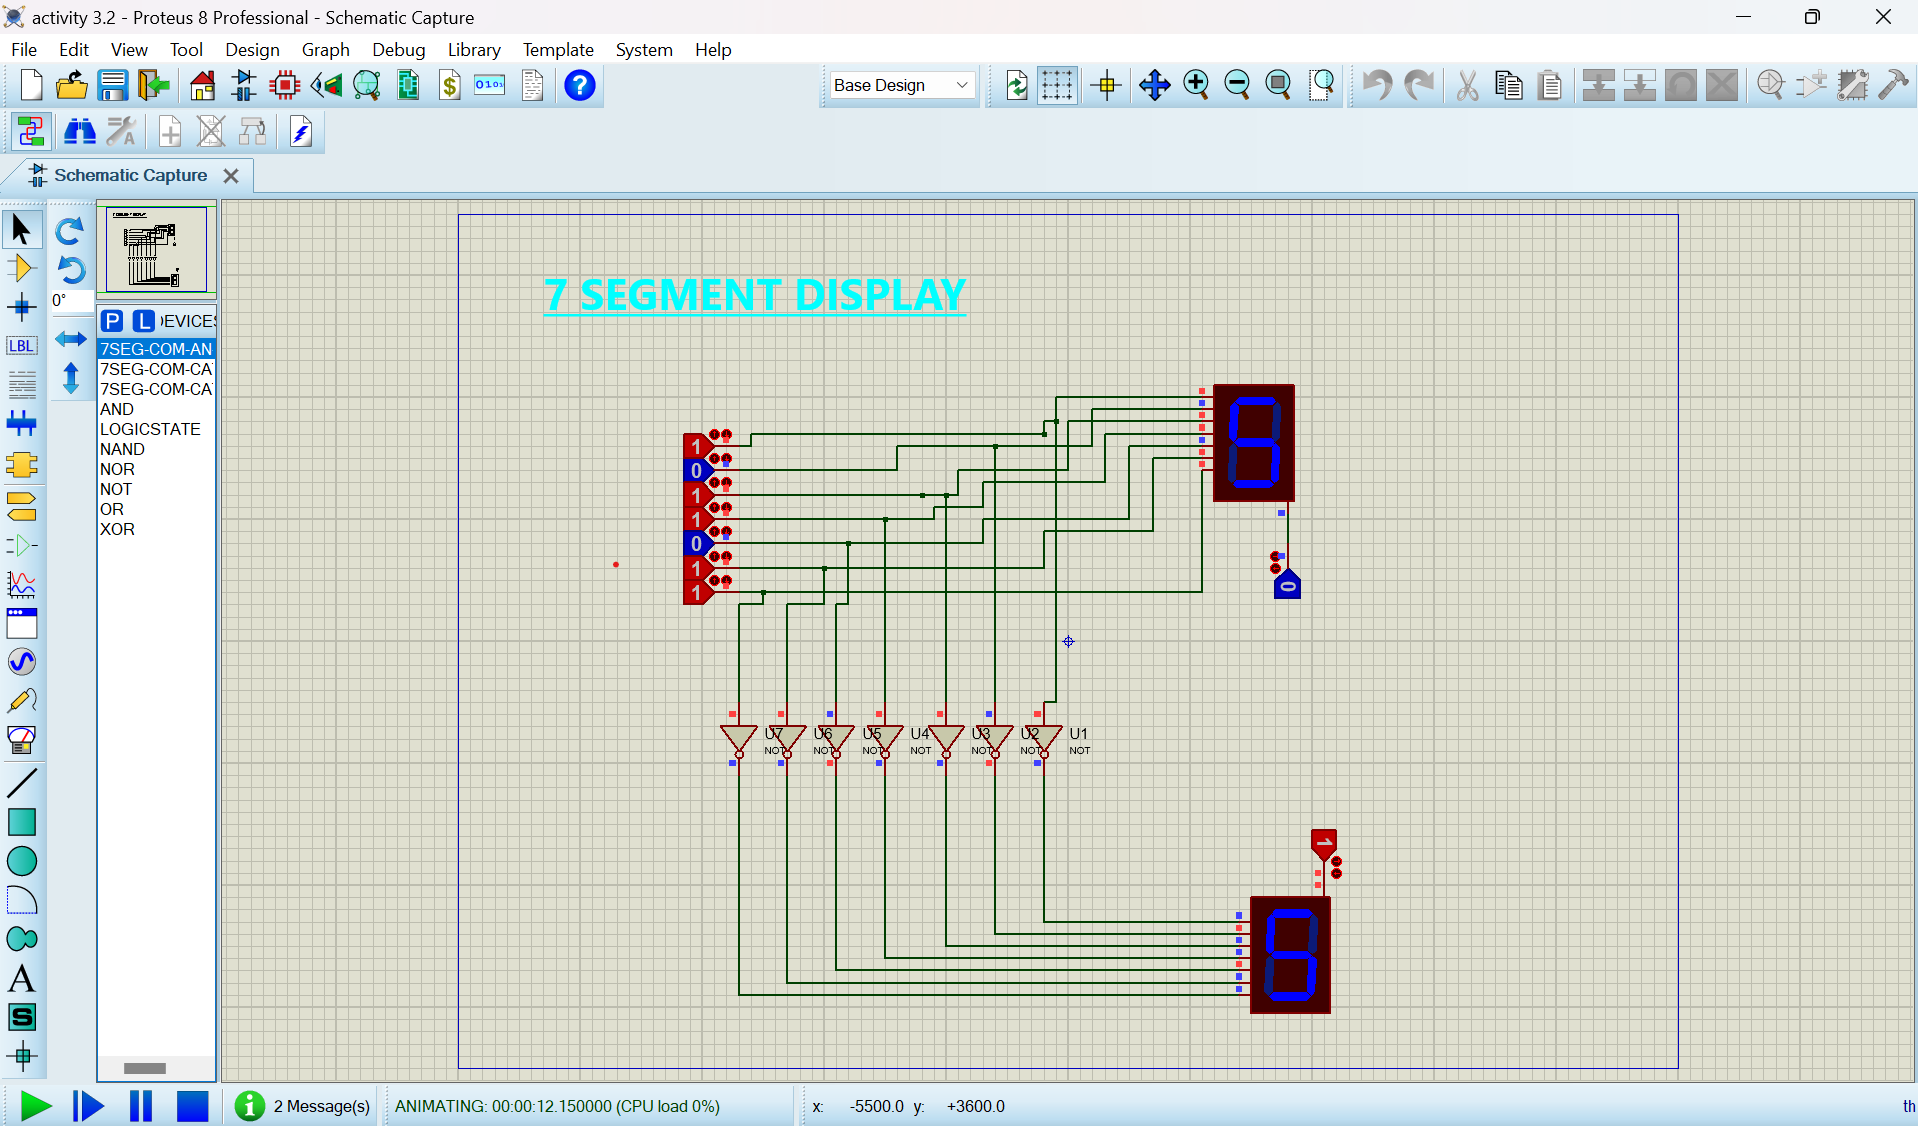 activity 3.2 - Proteus 8 Professional - Schematic Capture
File Edit View Tool Design Graph Debug Library Template System Help
Base Design
Schematic Capture
7 SEGMENT DISPLAY
0°
P L EVICES
LBL
7SEG-COM-AN
7SEG-COM-CA
7SEG-COM-CA
AND
LOGICSTATE
NAND
NOR
NOT
OR
XOR
1
0
1
1
0
1
1
0
U7 U6 U5 U4 U3 U2 U1
NOT NOT NOT NOT NOT NOT NOT
1
2 Message(s) ANIMATING: 00:00:12.150000 (CPU load 0%) x: -5500.0 y: +3600.0 th